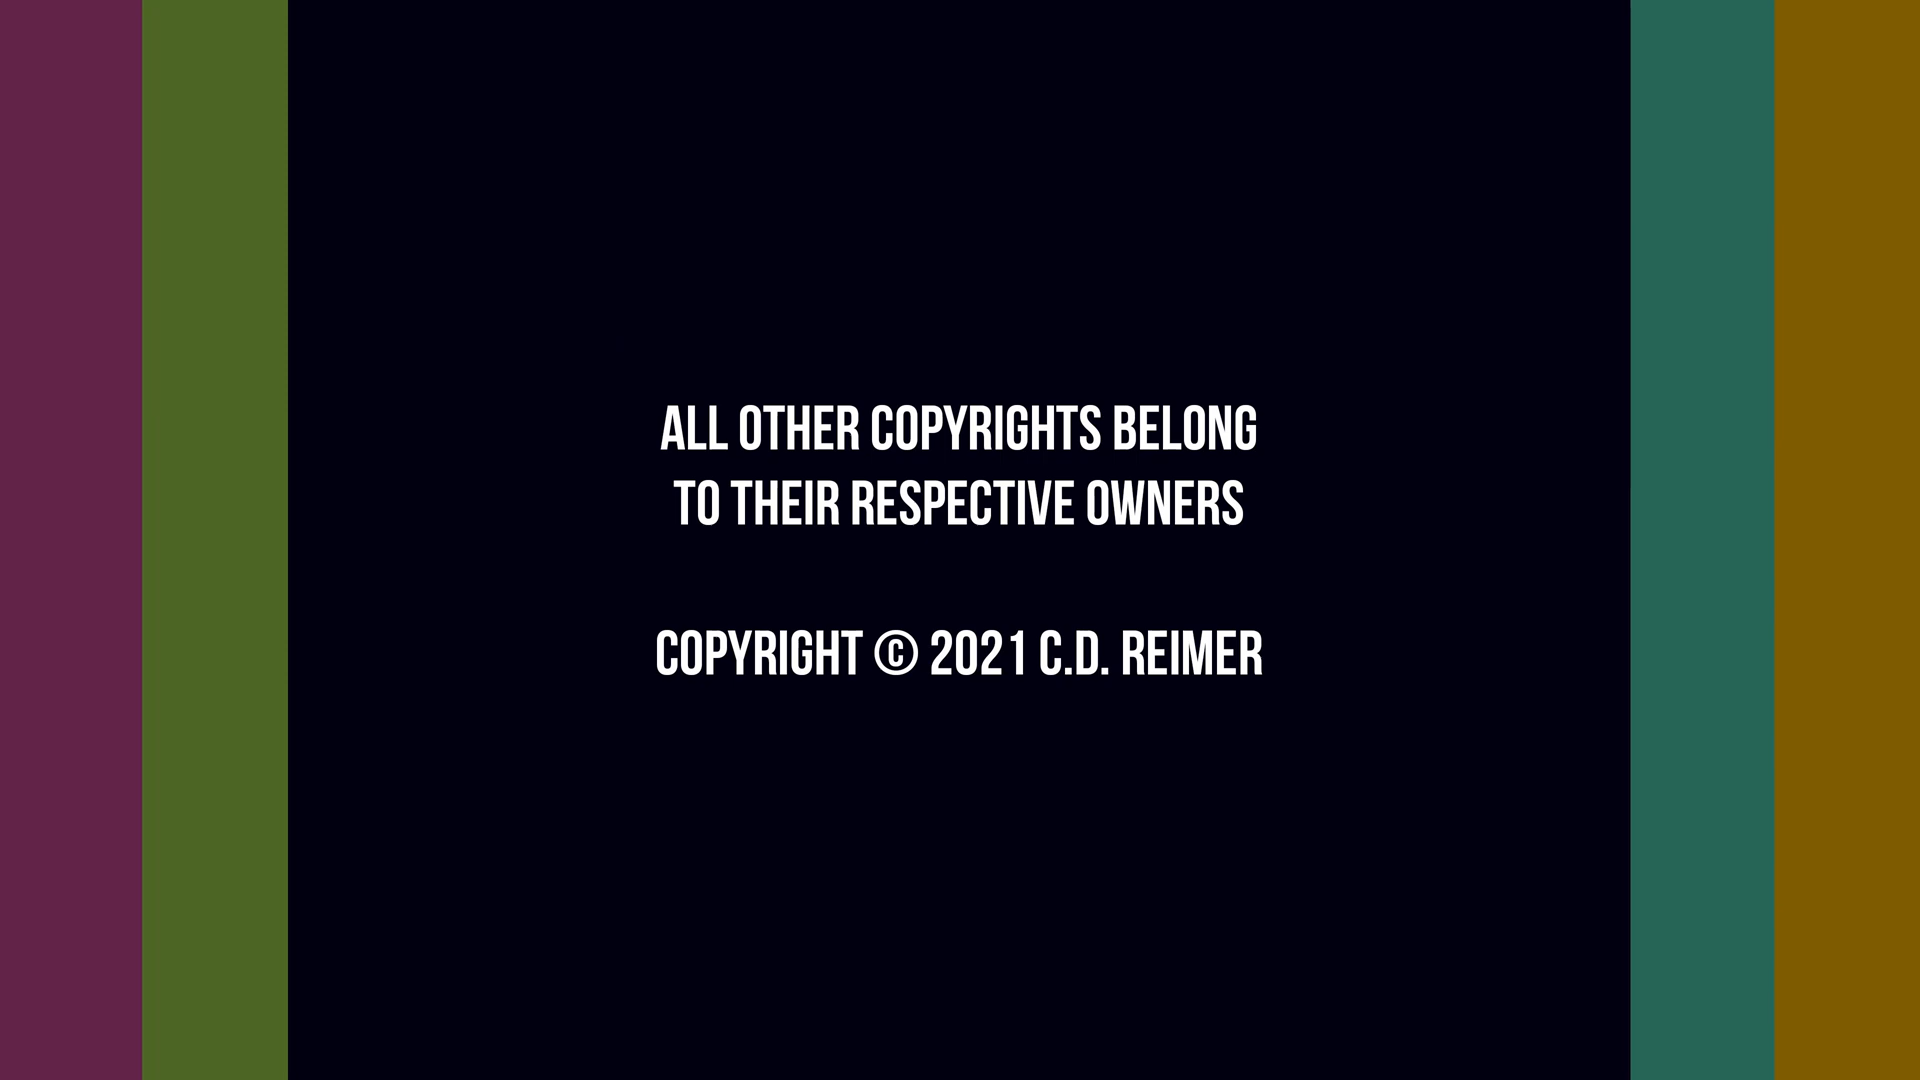 ALL OTHER COPYRIGHTS BELONG
TO THEIR RESPECTIVE OWNERS
COPYRIGHT © 2021 C.D. REIMER